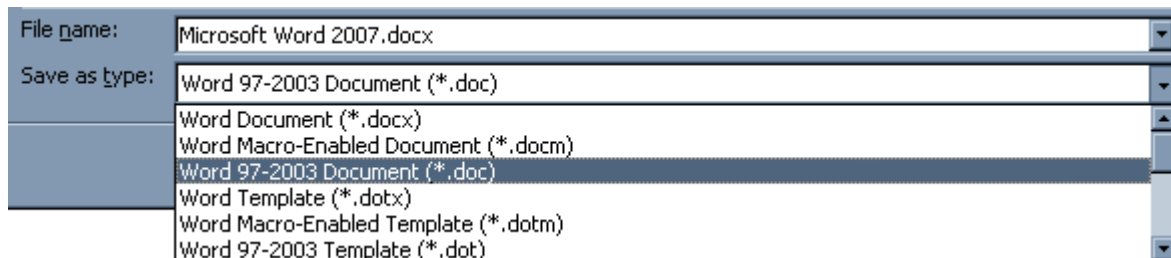 File name:
Microsoft Word 2007.docx
Save as type:
Word 97-2003 Document (*.doc)
Word Document (*.docx)
Word Macro-Enabled Document (*.docm)
Word 97-2003 Document (*.doc)
Word Template (*.dotx)
Word Macro-Enabled Template (*.dotm)
Word 97-2003 Template (*.dot)